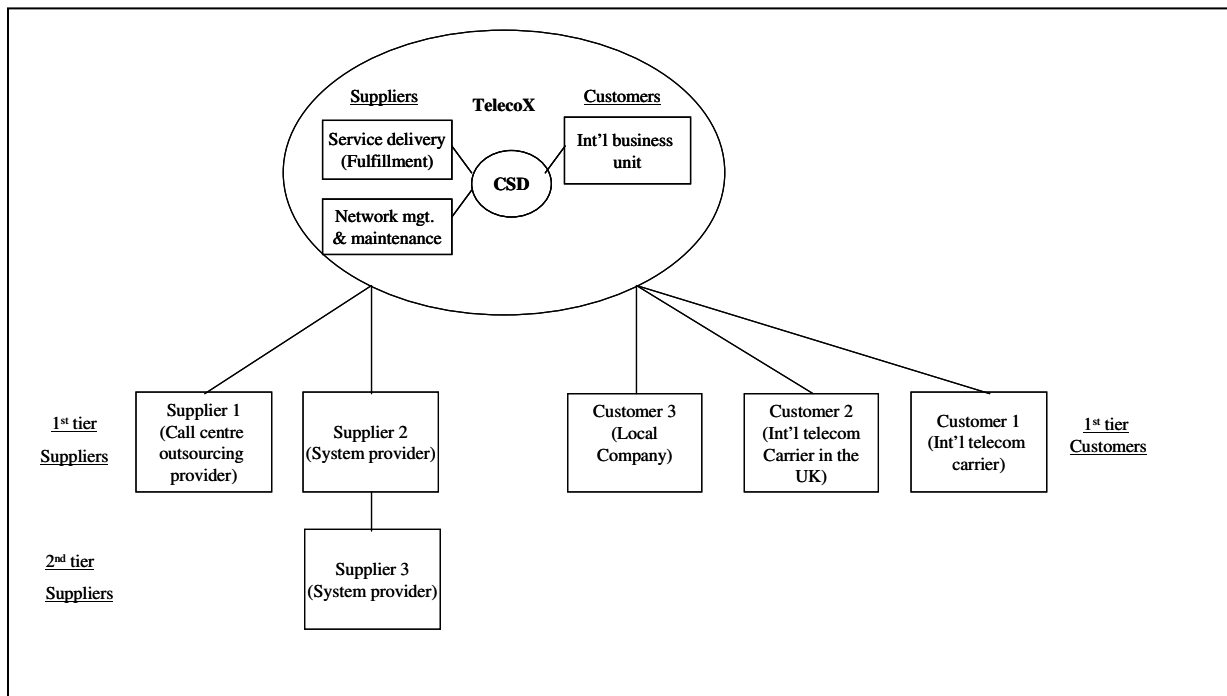 Suppliers
TelecoX
Customers
Service delivery
(Fulfillment)
Int'l business
unit
CSD
Network mgt.
& maintenance
1st tier
Suppliers
Supplier 1
(Call centre
outsourcing
provider)
Supplier 2
(System provider)
Customer 3
(Local
Company)
Customer 2
(Int'l telecom
Carrier in the
UK)
Customer 1
(Int'l telecom
carrier)
1st tier
Customers
2nd tier
Suppliers
Supplier 3
(System provider)